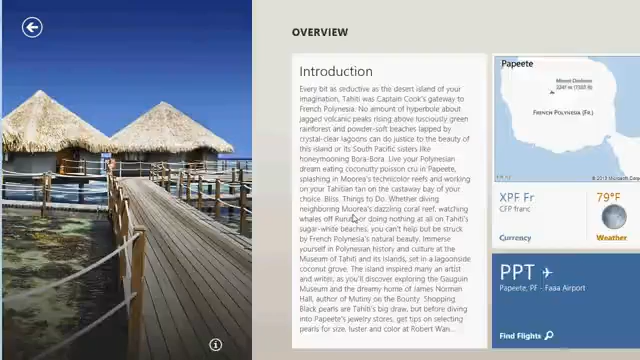 OVERVIEW
Introduction
Every bit as seductive as the desert island of your
imagination, Tahiti was Captain Cook's gateway to
French Polynesia. No amount of hyperbole about
jagged volcanic peaks rising above lusciously green
rainforest and powder-soft beaches lapped by
crystal-clear lagoons can do justice to the beauty of
this island or its South Pacific sisters like
honeymooning Bora-Bora. Live your Polynesian
dream eating coconutty poisson cru in Papeete,
splashing in Moorea's technicolor reefs and working
on your Tahitian tan on the castaway bay of your
choice. Bliss. Things to Do. Whether diving
neighboring Moorea's dazzling coral reef, watching
whales off Rurutu or doing nothing at all on Tahiti's
sugar-white beaches, you can't help but be struck
by French Polynesia's natural beauty. Immerse
yourself in Polynesian history and culture at the
Museum of Tahiti and its Islands, set in a lagoonside
coconut grove. The island inspired many an artist
and writer, as you'll discover exploring the Gauguin
Museum and the dreamy home of James Norman
Hall, author of Mutiny on the Bounty. Shopping.
Black pearls are Tahiti's big draw, but before diving
into Papeete's jewelry stores, get tips on selecting
pearls for size, luster and color at Robert Wan...
Papeete
FRENCH POLYNESIA (Fr.)
XPF Fr
CFP franc
Currency
79°F
Weather
PPT
Papeete, PF - Faaa Airport
Find Flights